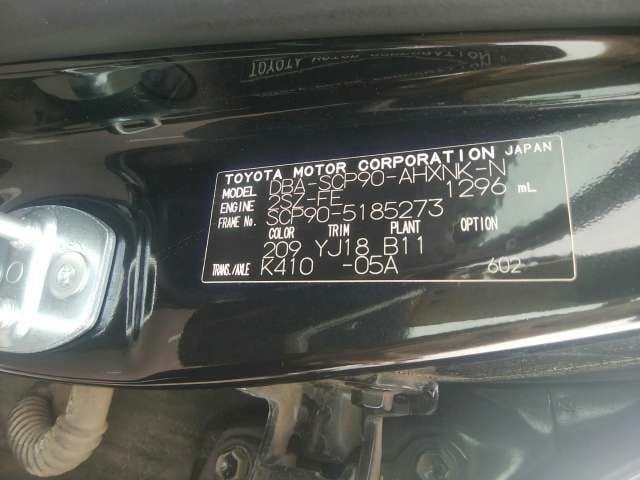 TOYOTA MOTOR CORPORATION JAPAN
MODEL DBA-SCP90-AHXNK-N
ENGINE 2SZ-FE 1296 mL
FRAME No. SCP90-5185273
COLOR TRIM PLANT OPTION
209 YJ18 B11
TRANS./AXLE K410 -05A 602